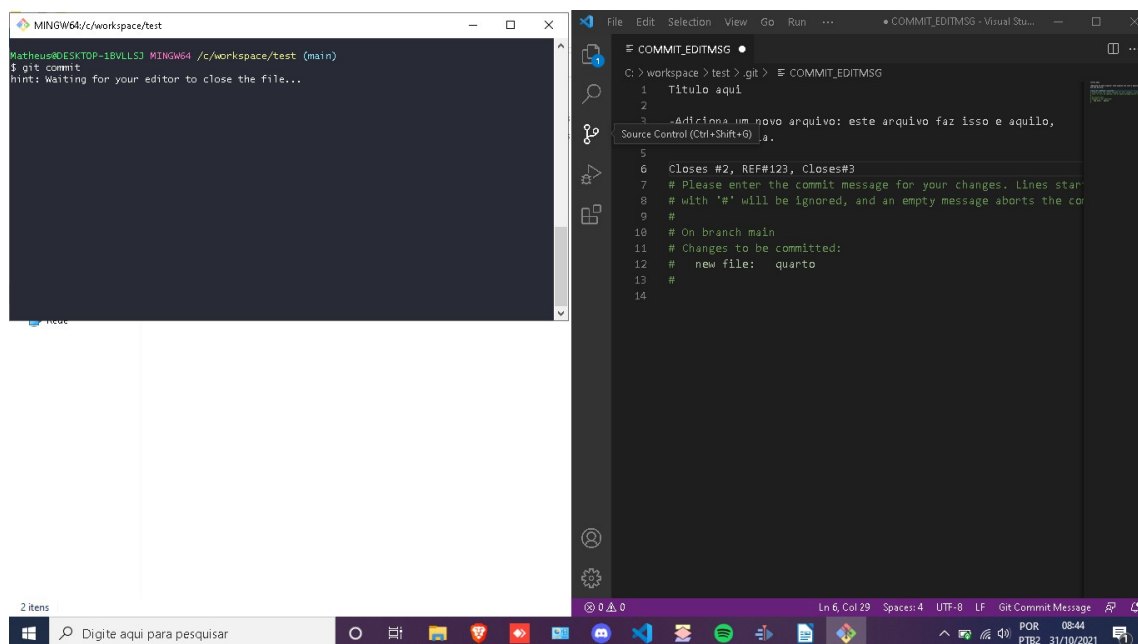 MINGW64:/c/workspace/test
Matheus@DESKTOP-1BVLLSJ MINGW64 /c/workspace/test (main)
$ git commit
hint: Waiting for your editor to close the file...
Rede
2 itens
File Edit Selection View Go Run ··· ● COMMIT_EDITMSG - Visual Stu...
COMMIT_EDITMSG ●
C: > workspace > test > .git > COMMIT_EDITMSG
1 Titulo aqui
2
3 -Adiciona um novo arquivo: este arquivo faz isso e aquilo,
Source Control (Ctrl+Shift+G) a.
5
6 Closes #2, REF#123, Closes#3
7 # Please enter the commit message for your changes. Lines star
8 # with '#' will be ignored, and an empty message aborts the co
9 #
10 # On branch main
11 # Changes to be committed:
12 # new file: quarto
13 #
14
1
0 0 Ln 6, Col 29 Spaces: 4 UTF-8 LF Git Commit Message
Digite aqui para pesquisar
POR 08:44
PTB2 31/10/2021